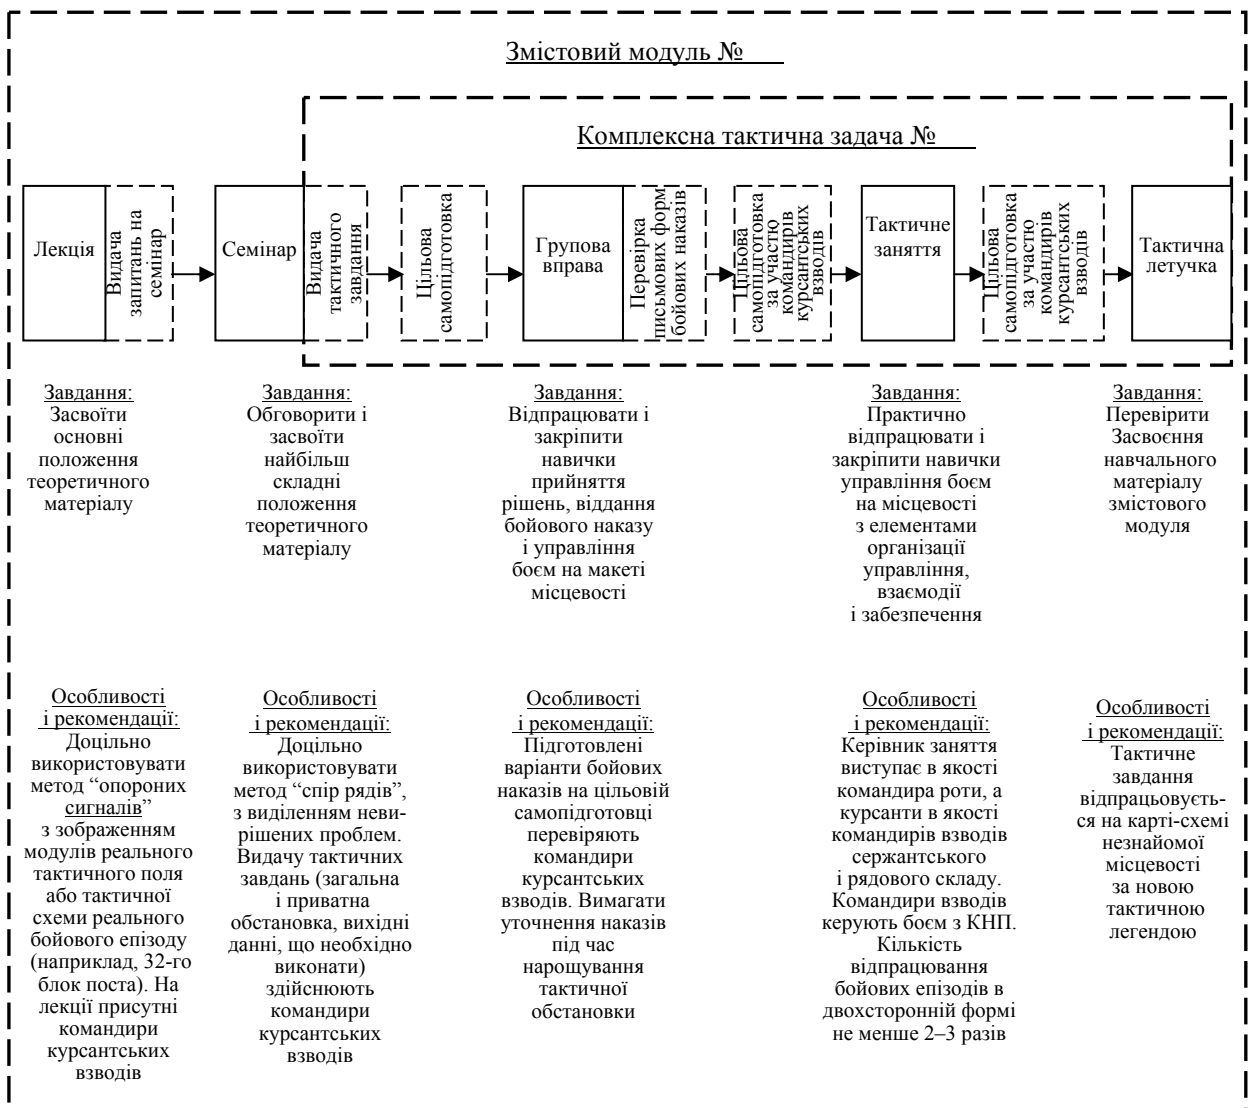 Змістовий модуль №
Комплексна тактична задача №
Лекція
Видача
запитань на
семінар
Семінар
Видача
тактичного
завдання
Цільова
самопідготовка
Групова
вправа
Перевірка
письмових форм
бойових наказів
Цільова
самопідготовка
за участю
командирів
курсантських
взводів
Тактичне
заняття
Цільова
самопідготовка
за участю
командирів
курсантських
взводів
Тактична
летучка
Завдання:
Засвоїти
основні
положення
теоретичного
матеріалу
Завдання:
Обговорити і
засвоїти
найбільш
складні
положення
теоретичного
матеріалу
Завдання:
Відпрацювати і
закріпити
навички
прийняття
рішень, віддання
бойового наказу
і управління
боєм на макеті
місцевості
Завдання:
Практично
відпрацювати і
закріпити навички
управління боєм
на місцевості
з елементами
організації
управління,
взаємодії
і забезпечення
Завдання:
Перевірити
Засвоєння
навчального
матеріалу
змістового
модуля
Особливості
і рекомендації:
Доцільно
використовувати
метод “опороних
сигналів”
з зображенням
модулів реального
тактичного поля
або тактичної
схеми реального
бойового епізоду
(наприклад, 32-го
блок поста). На
лекції присутні
командири
курсантських
взводів
Особливості
і рекомендації:
Доцільно
використовувати
метод “спір рядів”,
з виділенням неви-
рішених проблем.
Видачу тактичних
завдань (загальна
і приватна
обстановка, вихідні
данні, що необхідно
виконати)
здійснюють
командири
курсантських
взводів
Особливості
і рекомендації:
Підготовлені
варіанти бойових
наказів на цільовій
самопідготовці
перевіряють
командири
курсантських
взводів. Вимагати
уточнення наказів
під час
нарощування
тактичної
обстановки
Особливості
і рекомендації:
Керівник заняття
виступає в якості
командира роти, а
курсанти в якості
командирів взводів
сержантського
і рядового складу.
Командири взводів
керують боєм з КНП.
Кількість
відпрацювання
бойових епізодів в
двохсторонній формі
не менше 2–3 разів
Особливості
і рекомендації:
Тактичне
завдання
відпрацьовуєть-
ся на карті-схемі
незнайомої
місцевості
за новою
тактичною
легендою